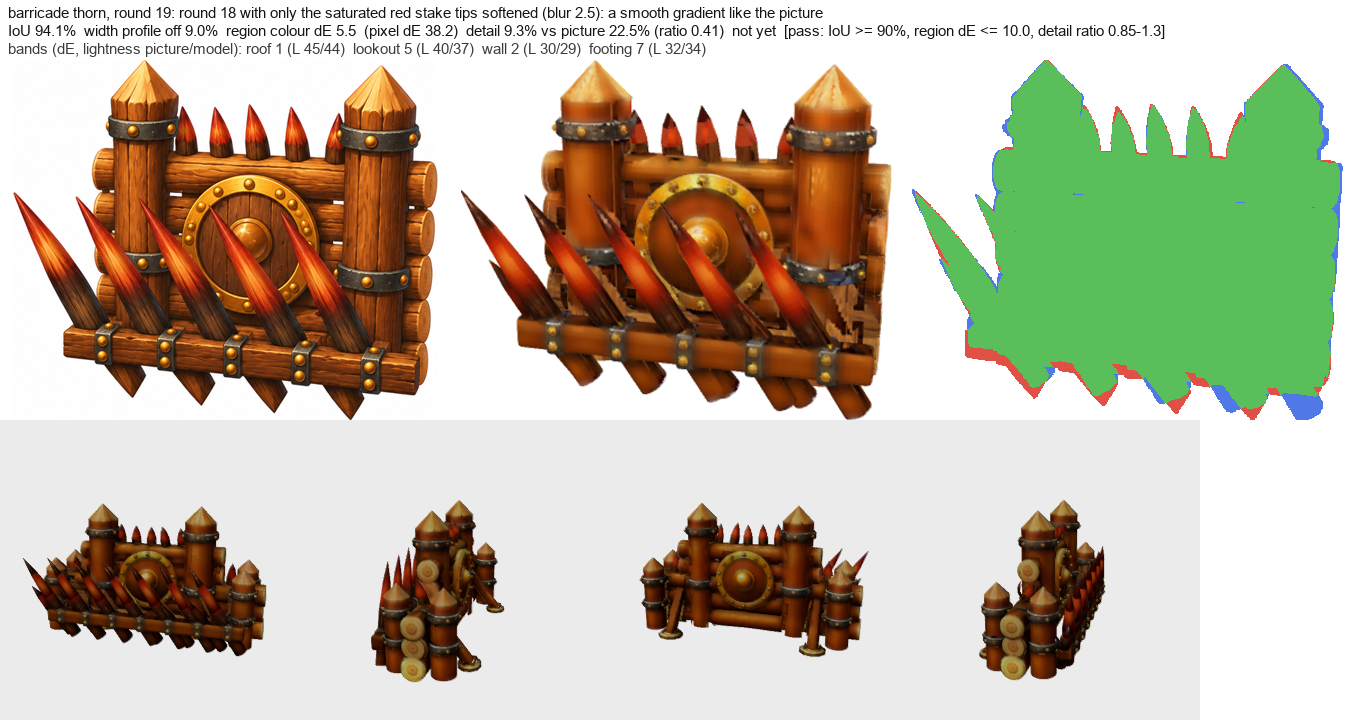 barricade thorn, round 19: round 18 with only the saturated red stake tips softened (blur 2.5): a smooth gradient like the picture
IoU 94.1%  width profile off 9.0%  region colour dE 5.5  (pixel dE 38.2)  detail 9.3% vs picture 22.5% (ratio 0.41)  not yet  [pass: IoU >= 90%, region dE <= 10.0, detail ratio 0.85-1.3]
bands (dE, lightness picture/model): roof 1 (L 45/44)  lookout 5 (L 40/37)  wall 2 (L 30/29)  footing 7 (L 32/34)